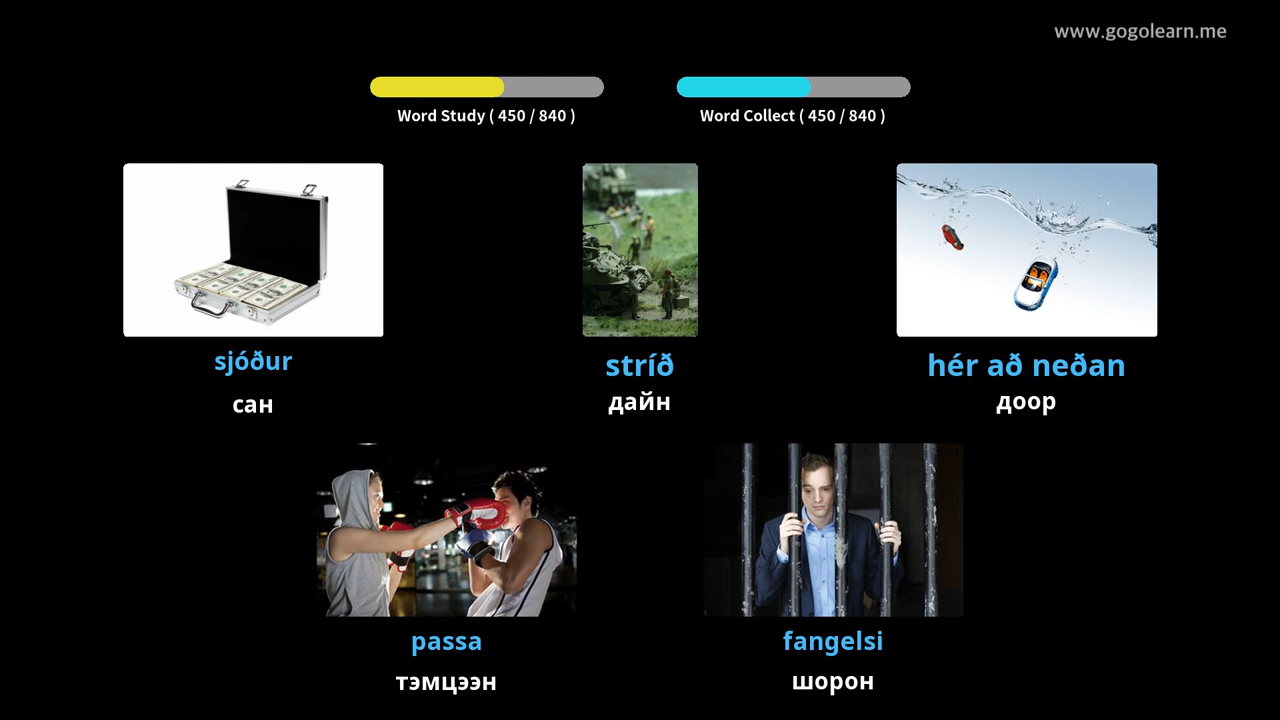 www.gogolearn.me
Word Study ( 450 / 840 )
Word Collect ( 450 / 840 )
sjóður
сан
stríð
дайн
hér að neðan
доор
passa
тэмцээн
fangelsi
шорон